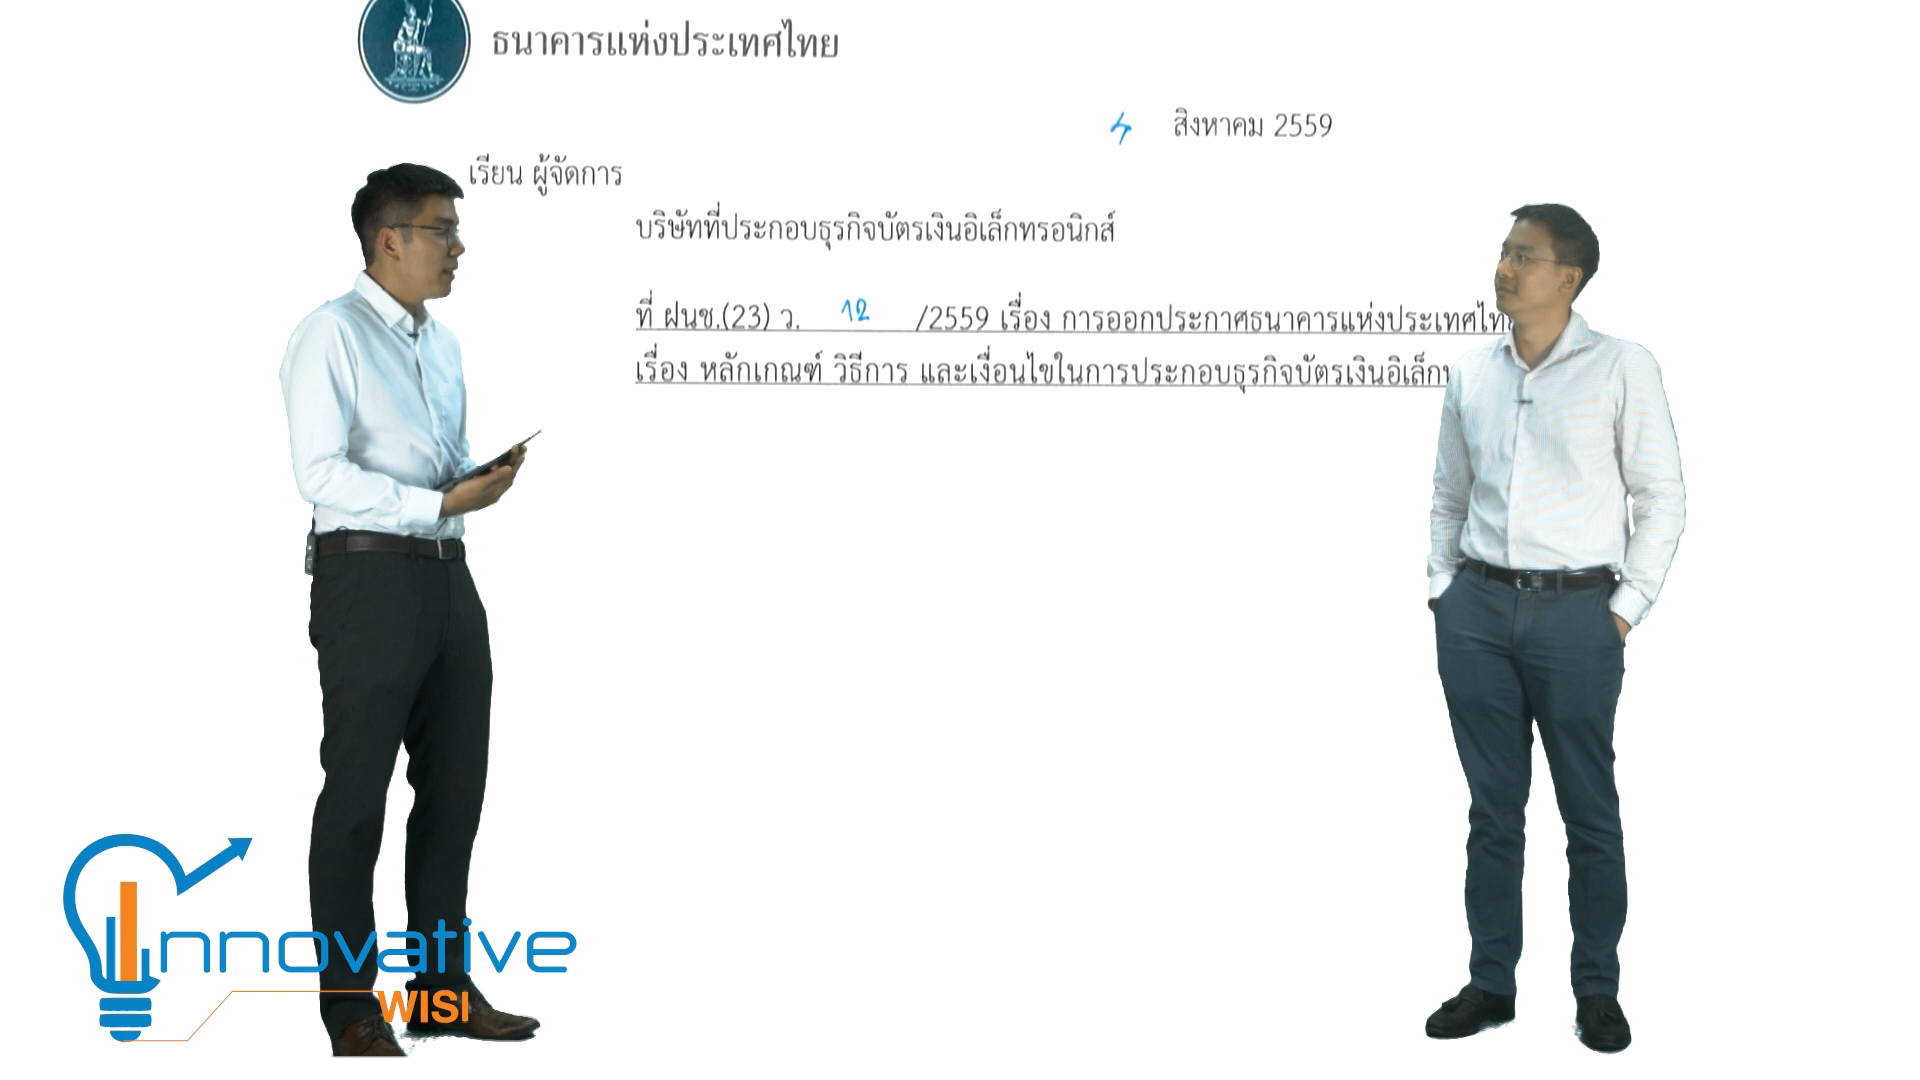 ธนาคารแห่งประเทศไทย
4 สิงหาคม 2559
เรียน ผู้จัดการ
บริษัทที่ประกอบธุรกิจบัตรเงินอิเล็กทรอนิกส์
ที่ ฝนช.(23) ว. 12 /2559 เรื่อง การออกประกาศธนาคารแห่งประเทศไทย
เรื่อง หลักเกณฑ์ วิธีการ และเงื่อนไขในการประกอบธุรกิจบัตรเงินอิเล็ก
innovative
WISI